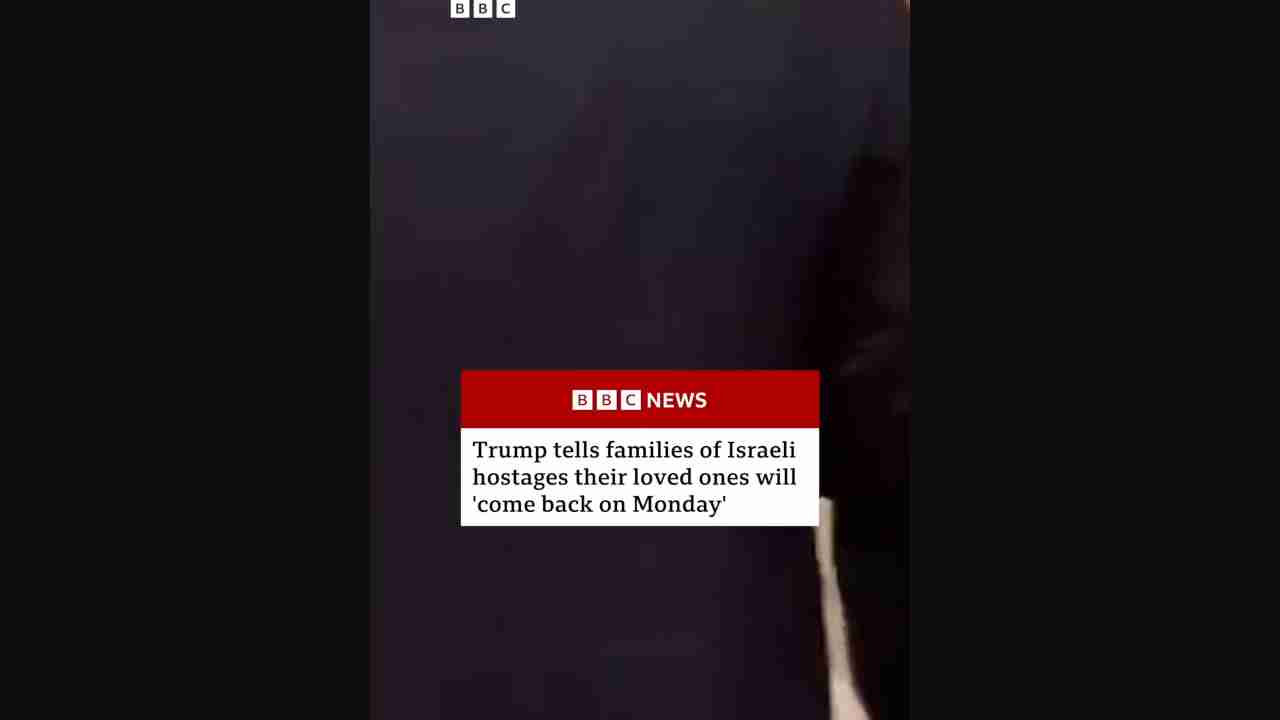 BBC
BBC NEWS
Trump tells families of Israeli
hostages their loved ones will
'come back on Monday'